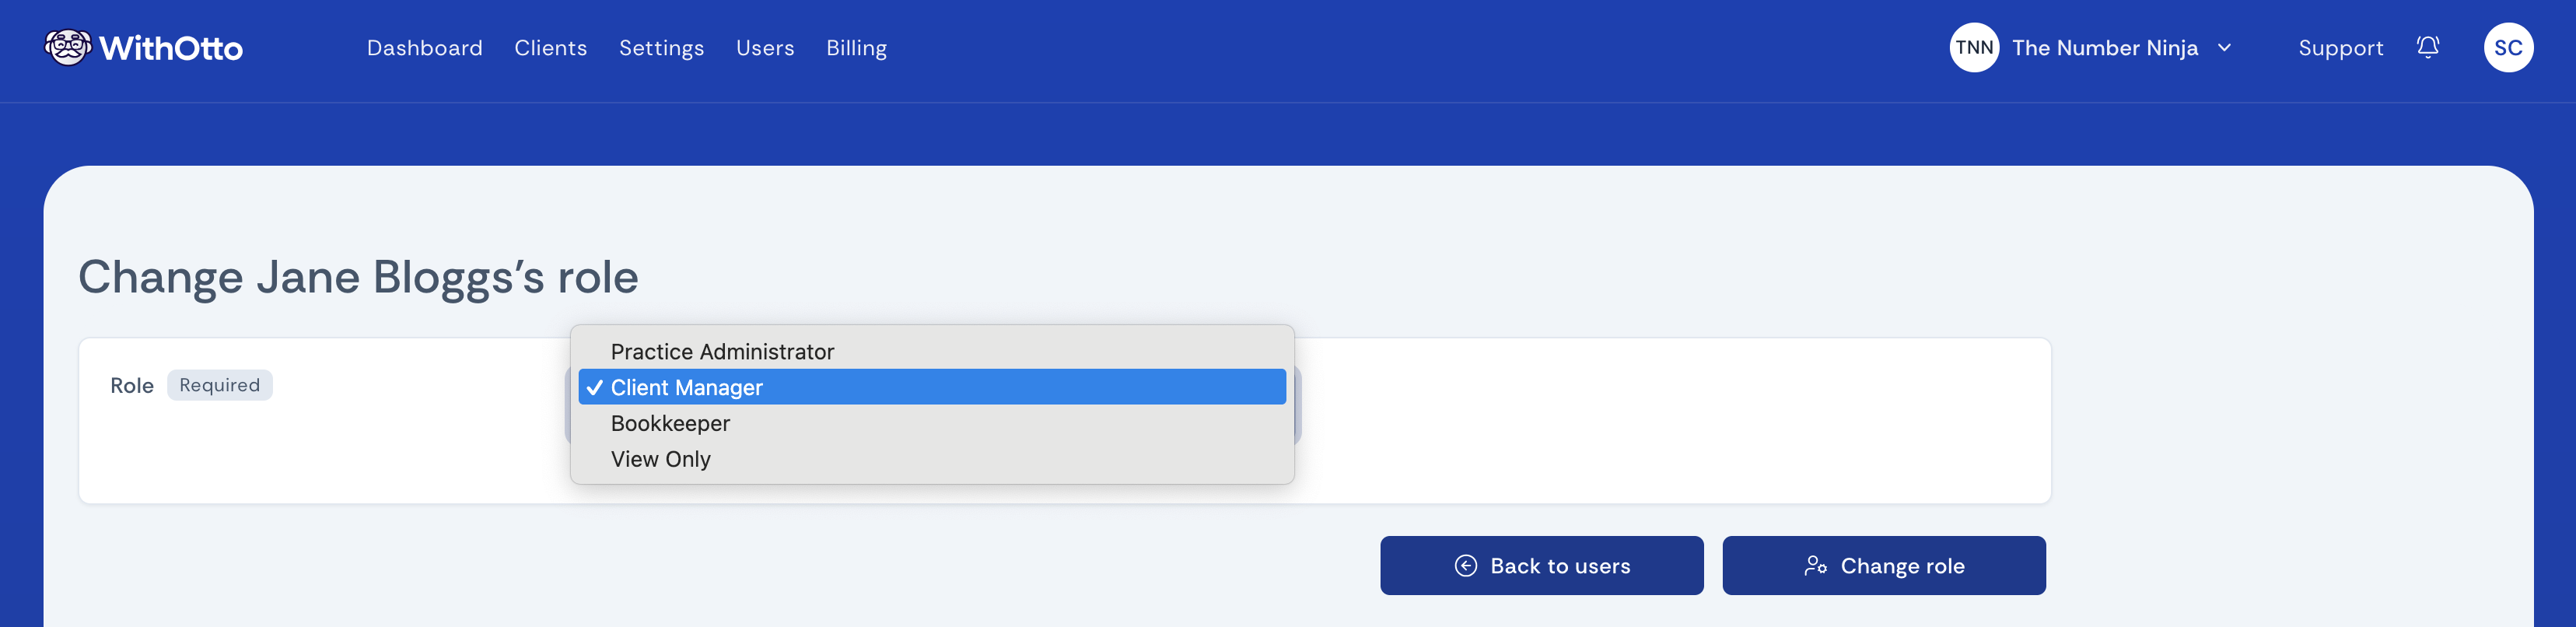 WithOtto
Dashboard Clients Settings Users Billing
TNN The Number Ninja
Support
SC
Change Jane Bloggs’s role
Role Required
Practice Administrator
✓ Client Manager
Bookkeeper
View Only
Back to users
Change role